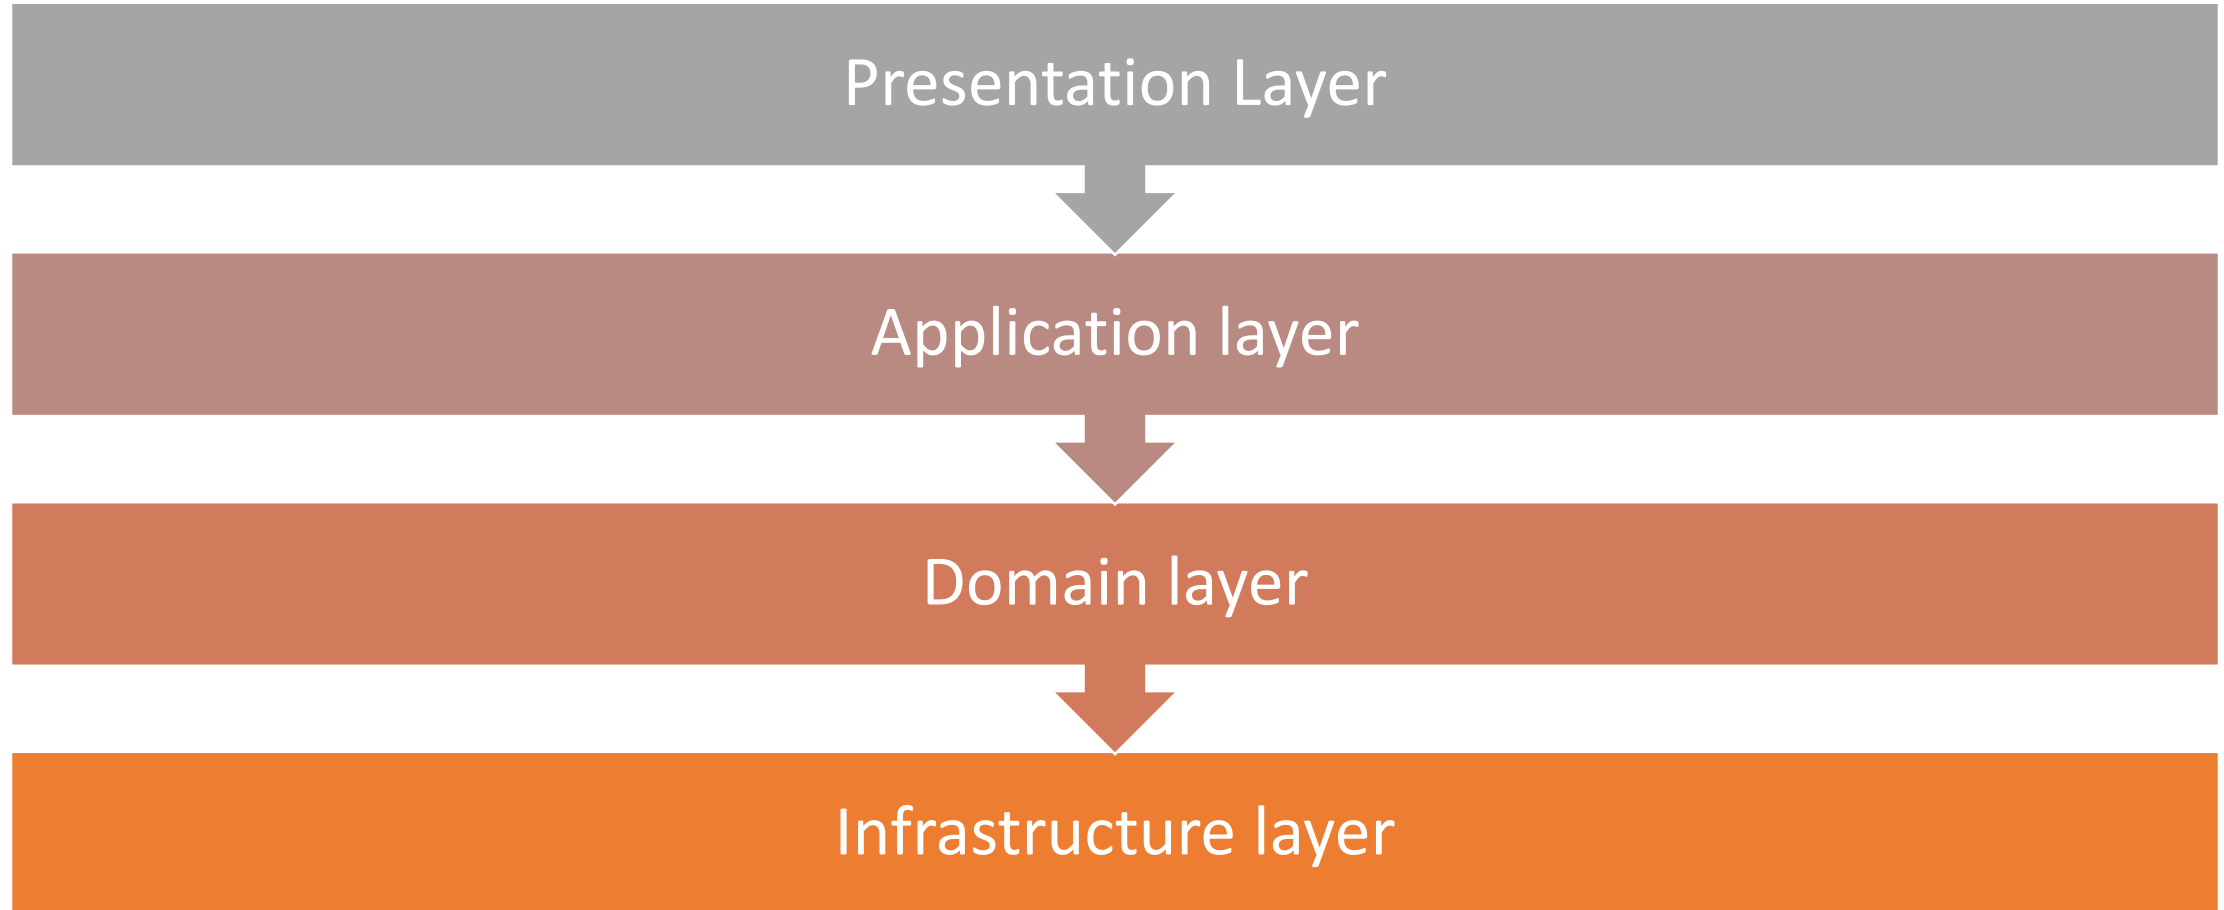 Presentation Layer
Application layer
Domain layer
Infrastructure layer